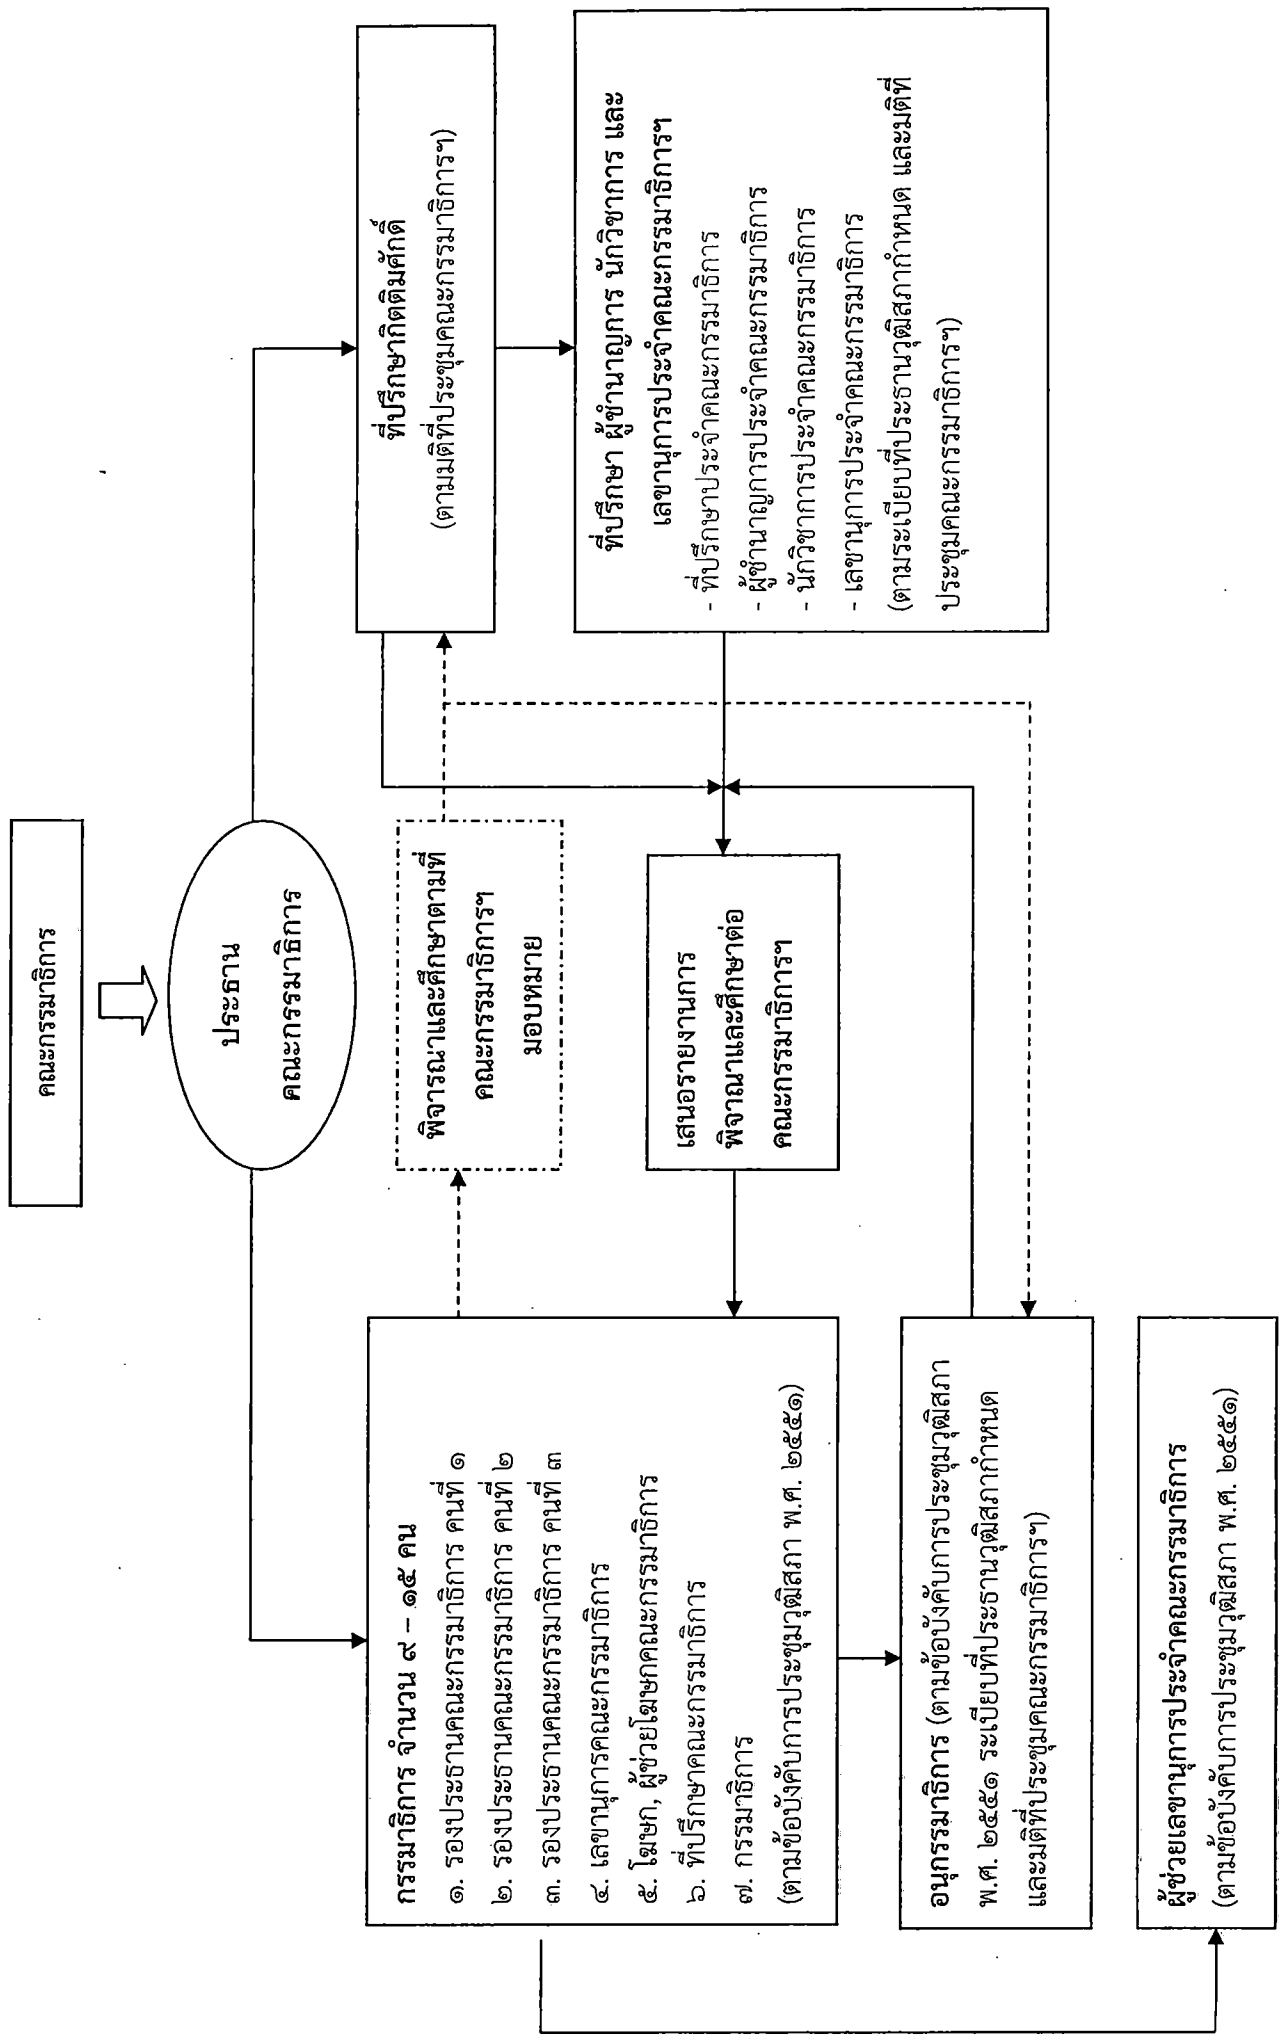 คณะกรรมาธิการ
ประธาน
คณะกรรมาธิการ
กรรมาธิการ จำนวน ๙ – ๑๕ คน
๑. รองประธานคณะกรรมาธิการ คนที่ ๑
๒. รองประธานคณะกรรมาธิการ คนที่ ๒
๓. รองประธานคณะกรรมาธิการ คนที่ ๓
๔. เลขานุการคณะกรรมาธิการ
๕. โฆษก, ผู้ช่วยโฆษกคณะกรรมาธิการ
๖. ที่ปรึกษาคณะกรรมาธิการ
๗. กรรมาธิการ
(ตามข้อบังคับการประชุมวุฒิสภา พ.ศ. ๒๕๕๑)
พิจารณาและศึกษาตามที่
คณะกรรมาธิการฯ
มอบหมาย
ที่ปรึกษากิตติมศักดิ์
(ตามมติที่ประชุมคณะกรรมาธิการฯ)
เสนอรายงานการ
พิจาณาและศึกษาต่อ
คณะกรรมาธิการฯ
ที่ปรึกษา ผู้ชำนาญการ นักวิชาการ และ
เลขานุการประจำคณะกรรมาธิการฯ
- ที่ปรึกษาประจำคณะกรรมาธิการ
- ผู้ชำนาญการประจำคณะกรรมาธิการ
- นักวิชาการประจำคณะกรรมาธิการ
- เลขานุการประจำคณะกรรมาธิการ
(ตามระเบียบที่ประธานวุฒิสภากำหนด และมติที่
ประชุมคณะกรรมาธิการฯ)
อนุกรรมาธิการ (ตามข้อบังคับการประชุมวุฒิสภา
พ.ศ. ๒๕๕๑ ระเบียบที่ประธานวุฒิสภากำหนด
และมติที่ประชุมคณะกรรมาธิการฯ)
ผู้ช่วยเลขานุการประจำคณะกรรมาธิการ
(ตามข้อบังคับการประชุมวุฒิสภา พ.ศ. ๒๕๕๑)